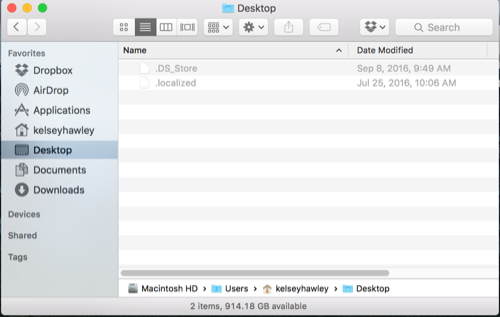 Desktop
Search
Favorites
Dropbox
AirDrop
Applications
kelseyhawley
Desktop
Documents
Downloads
Devices
Shared
Tags
Name Date Modified
.DS_Store Sep 8, 2016, 9:49 AM
.localized Jul 25, 2016, 10:06 AM
Macintosh HD › Users › kelseyhawley › Desktop
2 items, 914.18 GB available